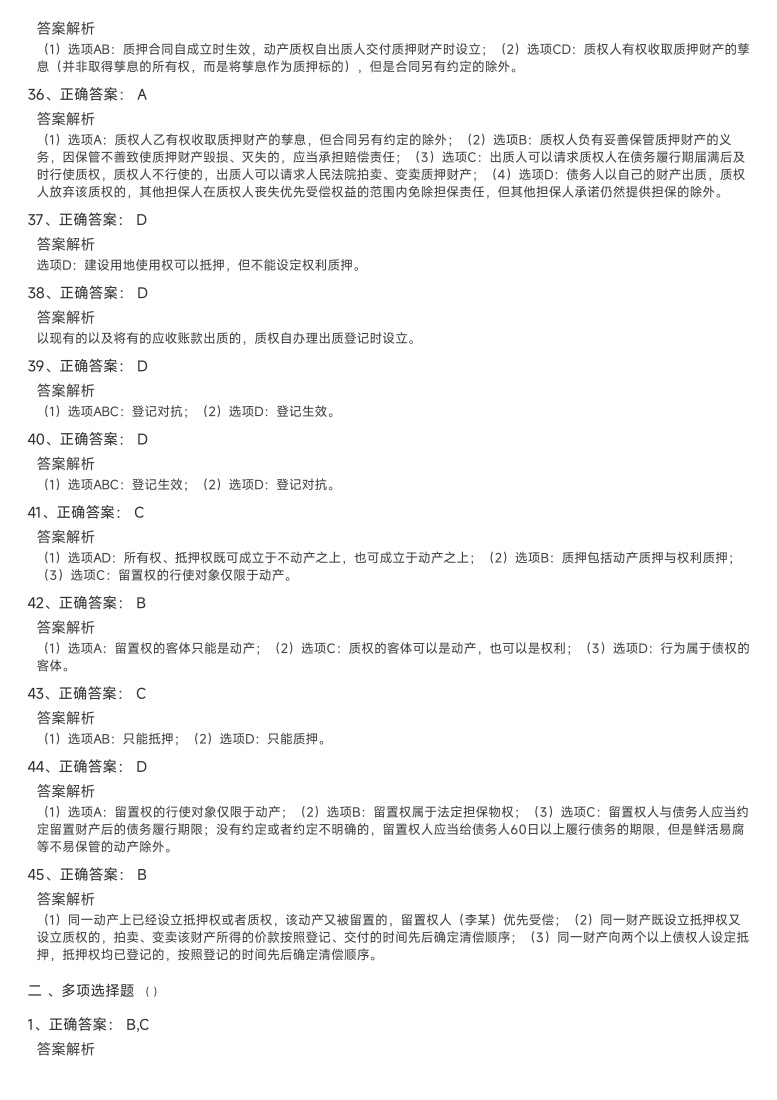 答案解析
（1）选项AB：质押合同自成立时生效，动产质权自出质人交付质押财产时设立；（2）选项CD：质权人有权收取质押财产的孳
息（并非取得孳息的所有权，而是将孳息作为质押标的），但是合同另有约定的除外。
36、正确答案： A
答案解析
（1）选项A：质权人乙有权收取质押财产的孳息，但合同另有约定的除外；（2）选项B：质权人负有妥善保管质押财产的义
务，因保管不善致使质押财产毁损、灭失的，应当承担赔偿责任；（3）选项C：出质人可以请求质权人在债务履行期届满后及
时行使质权，质权人不行使的，出质人可以请求人民法院拍卖、变卖质押财产；（4）选项D：债务人以自己的财产出质，质权
人放弃该质权的，其他担保人在质权人丧失优先受偿权益的范围内免除担保责任，但其他担保人承诺仍然提供担保的除外。
37、正确答案： D
答案解析
选项D：建设用地使用权可以抵押，但不能设定权利质押。
38、正确答案： D
答案解析
以现有的以及将有的应收账款出质的，质权自办理出质登记时设立。
39、正确答案： D
答案解析
（1）选项ABC：登记对抗；（2）选项D：登记生效。
40、正确答案： D
答案解析
（1）选项ABC：登记生效；（2）选项D：登记对抗。
41、正确答案： C
答案解析
（1）选项AD：所有权、抵押权既可成立于不动产之上，也可成立于动产之上；（2）选项B：质押包括动产质押与权利质押；
（3）选项C：留置权的行使对象仅限于动产。
42、正确答案： B
答案解析
（1）选项A：留置权的客体只能是动产；（2）选项C：质权的客体可以是动产，也可以是权利；（3）选项D：行为属于债权的
客体。
43、正确答案： C
答案解析
（1）选项AB：只能抵押；（2）选项D：只能质押。
44、正确答案： D
答案解析
（1）选项A：留置权的行使对象仅限于动产；（2）选项B：留置权属于法定担保物权；（3）选项C：留置权人与债务人应当约
定留置财产后的债务履行期限；没有约定或者约定不明确的，留置权人应当给债务人60日以上履行债务的期限，但是鲜活易腐
等不易保管的动产除外。
45、正确答案： B
答案解析
（1）同一动产上已经设立抵押权或者质权，该动产又被留置的，留置权人（李某）优先受偿；（2）同一财产既设立抵押权又
设立质权的，拍卖、变卖该财产所得的价款按照登记、交付的时间先后确定清偿顺序；（3）同一财产向两个以上债权人设定抵
押，抵押权均已登记的，按照登记的时间先后确定清偿顺序。
二 、多项选择题 （ ）
1、正确答案： B,C
答案解析